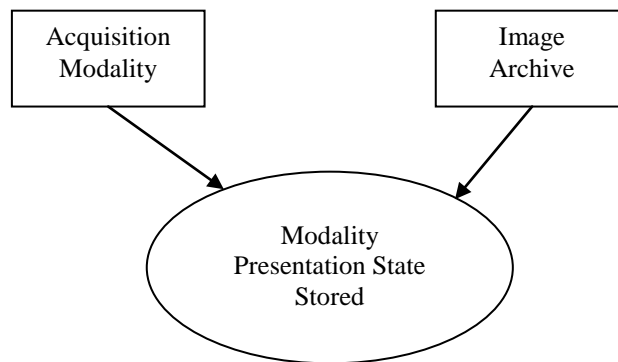 Acquisition
Modality
Image
Archive
Modality
Presentation State
Stored